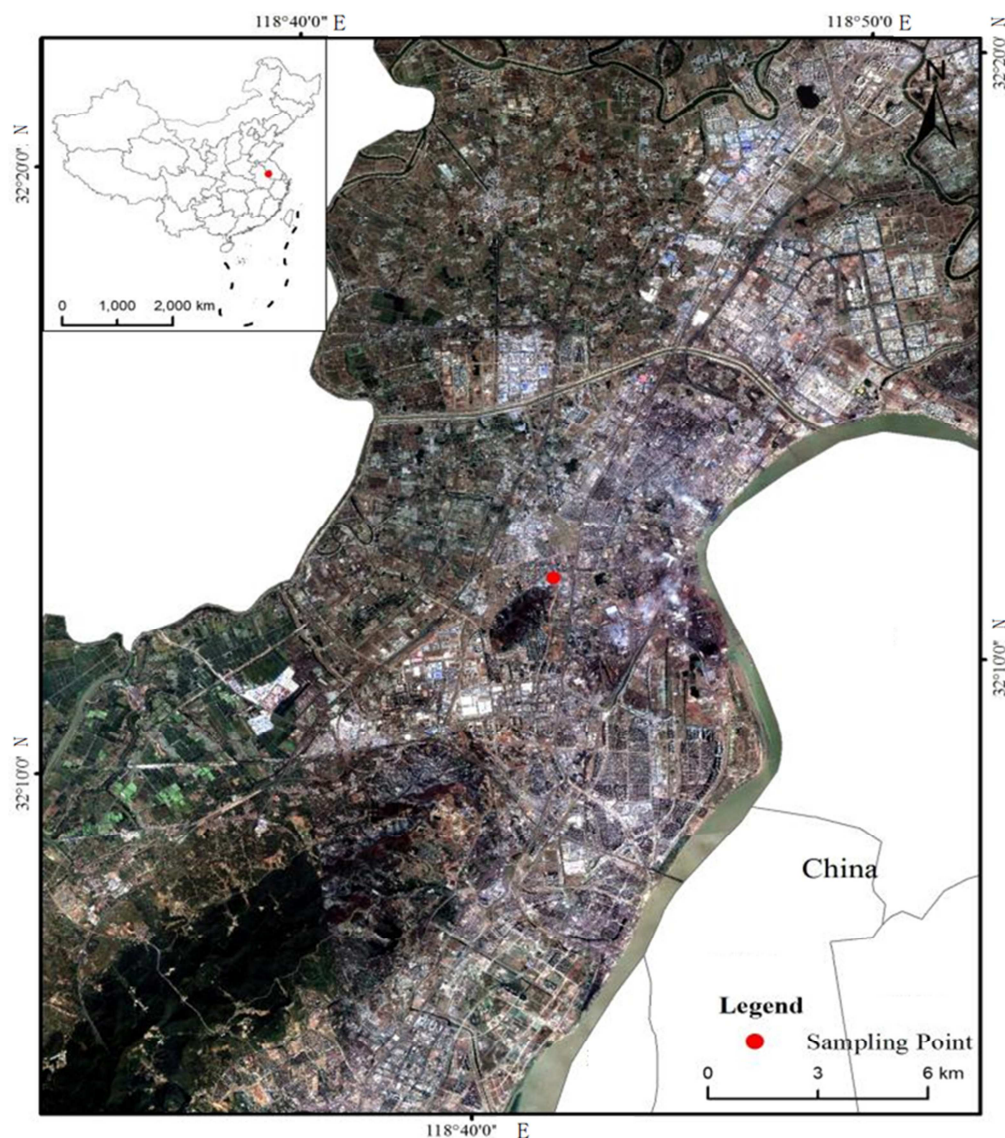 118°40'0" E
118°50' E
32°20'0' N
N
32°20'0'. N
0 1,000 2,000 km
32°10'0' N
32°10'0' N
China
Legend
Sampling Point
0 3 6 km
118°40'0' E